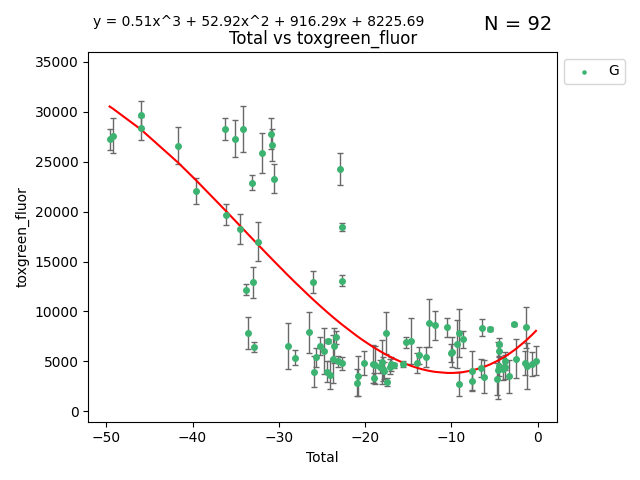 y = 0.51x^3 + 52.92x^2 + 916.29x + 8225.69
N = 92
Total vs toxgreen_fluor
G
35000
30000
25000
20000
15000
10000
5000
0
toxgreen_fluor
−50
−40
−30
−20
−10
0
Total